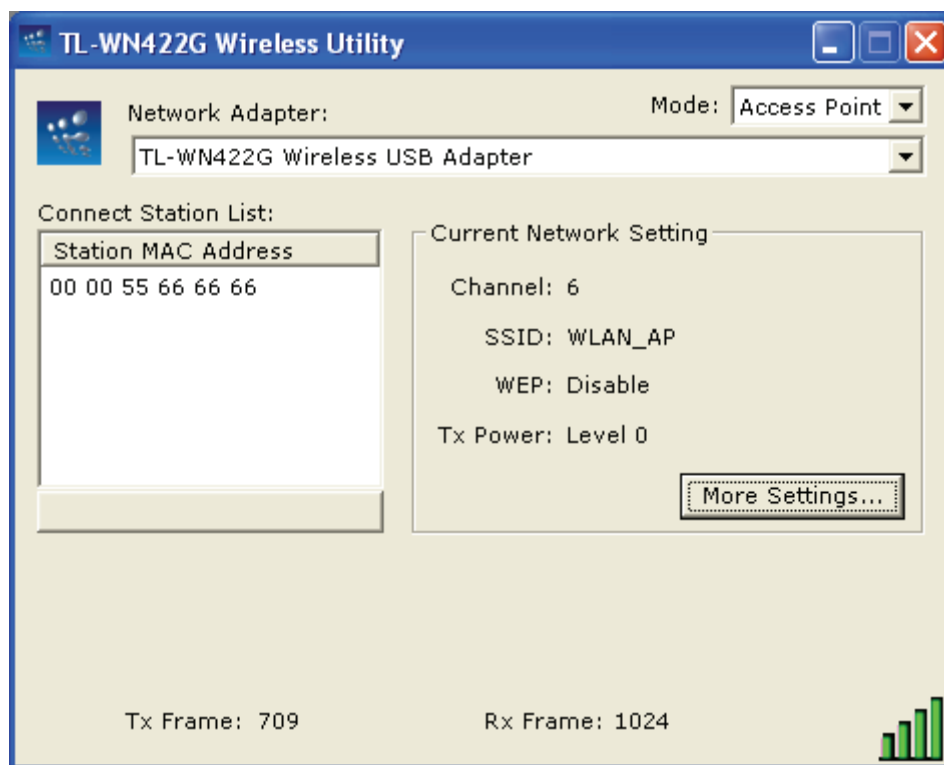 TL-WN422G Wireless Utility
Network Adapter:
Mode: Access Point
TL-WN422G Wireless USB Adapter
Connect Station List:
Station MAC Address
00 00 55 66 66 66
Current Network Setting
Channel: 6
SSID: WLAN_AP
WEP: Disable
Tx Power: Level 0
More Settings...
Tx Frame: 709
Rx Frame: 1024